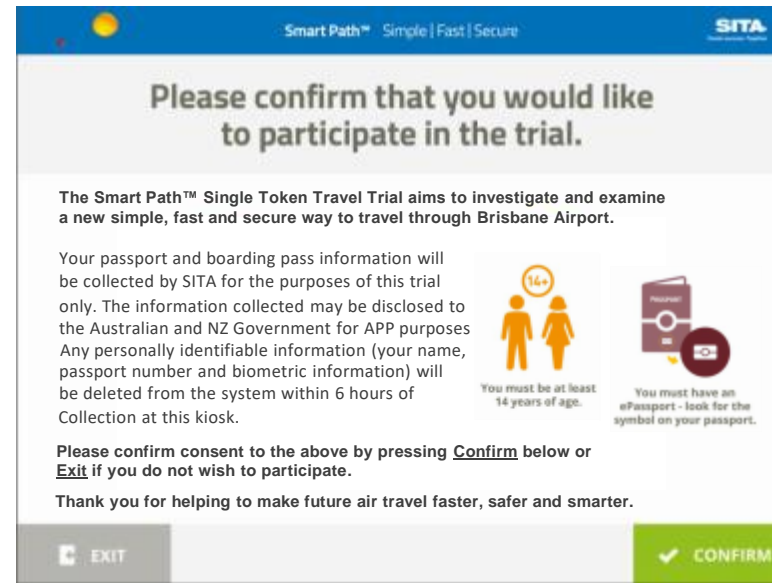 Smart Path™ Simple | Fast | Secure
SITA
Please confirm that you would like
to participate in the trial.
The Smart Path™ Single Token Travel Trial aims to investigate and examine
a new simple, fast and secure way to travel through Brisbane Airport.
Your passport and boarding pass information will
be collected by SITA for the purposes of this trial
only. The information collected may be disclosed to
the Australian and NZ Government for APP purposes
Any personally identifiable information (your name,
passport number and biometric information) will
be deleted from the system within 6 hours of
Collection at this kiosk.
14+
You must be at least
14 years of age.
PASSPORT
You must have an
ePassport - look for the
symbol on your passport.
Please confirm consent to the above by pressing Confirm below or
Exit if you do not wish to participate.
Thank you for helping to make future air travel faster, safer and smarter.
EXIT
CONFIRM